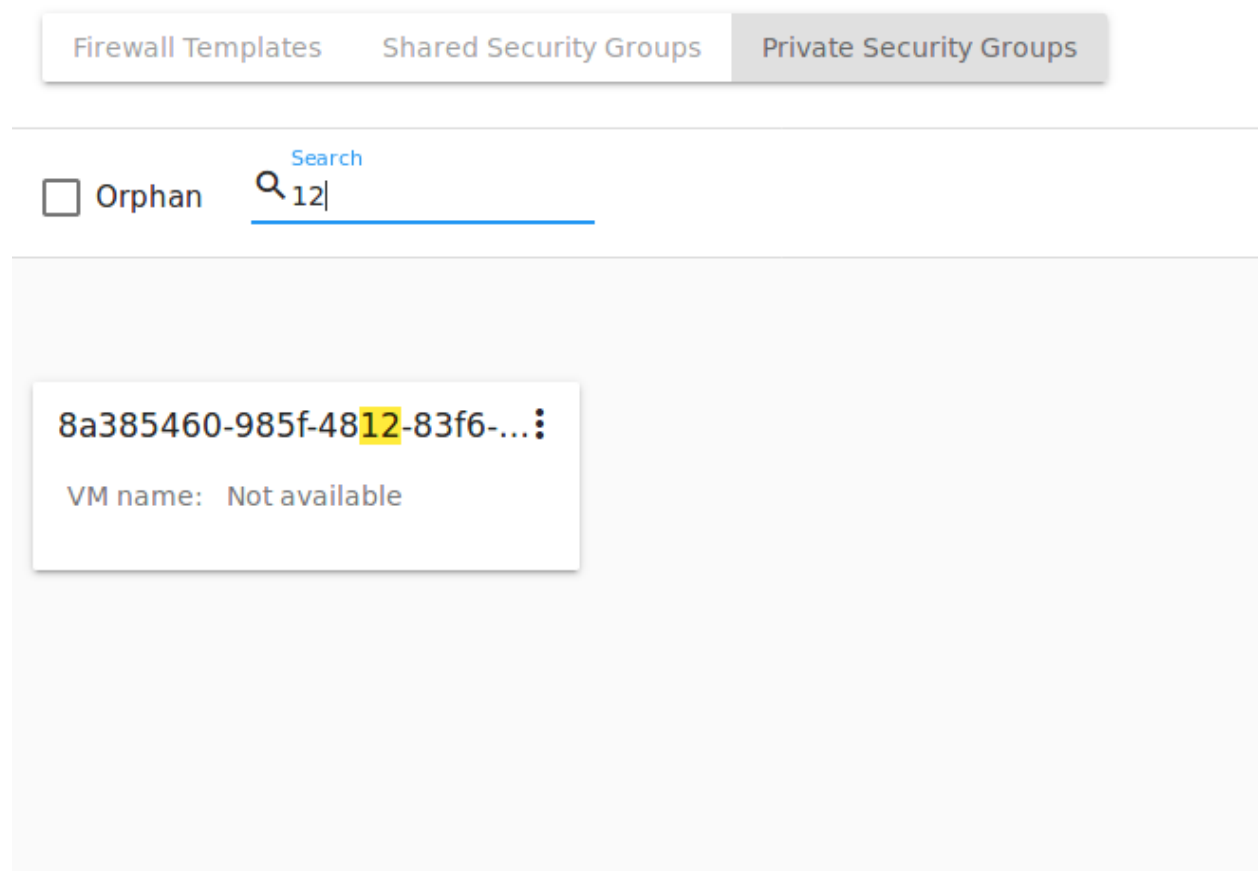 Firewall Templates Shared Security Groups Private Security Groups
Search
Orphan 12
8a385460-985f-4812-83f6-...
VM name: Not available